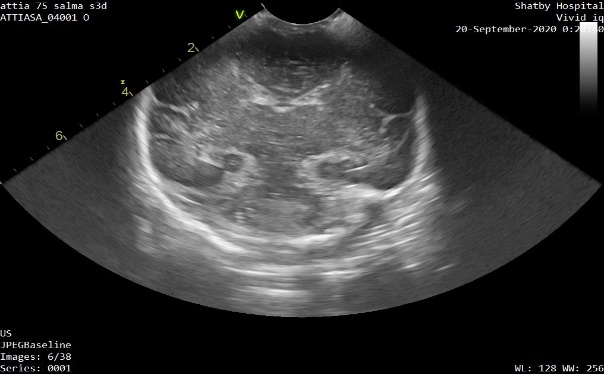 attia 75 salma s3d
ATTIASA_04001 O
Shatby Hospital
Vivid iq
20-September-2020
V
2
4
6
US
JPEGBaseline
Images: 6/38
Series: 0001
WL: 128 WW: 256